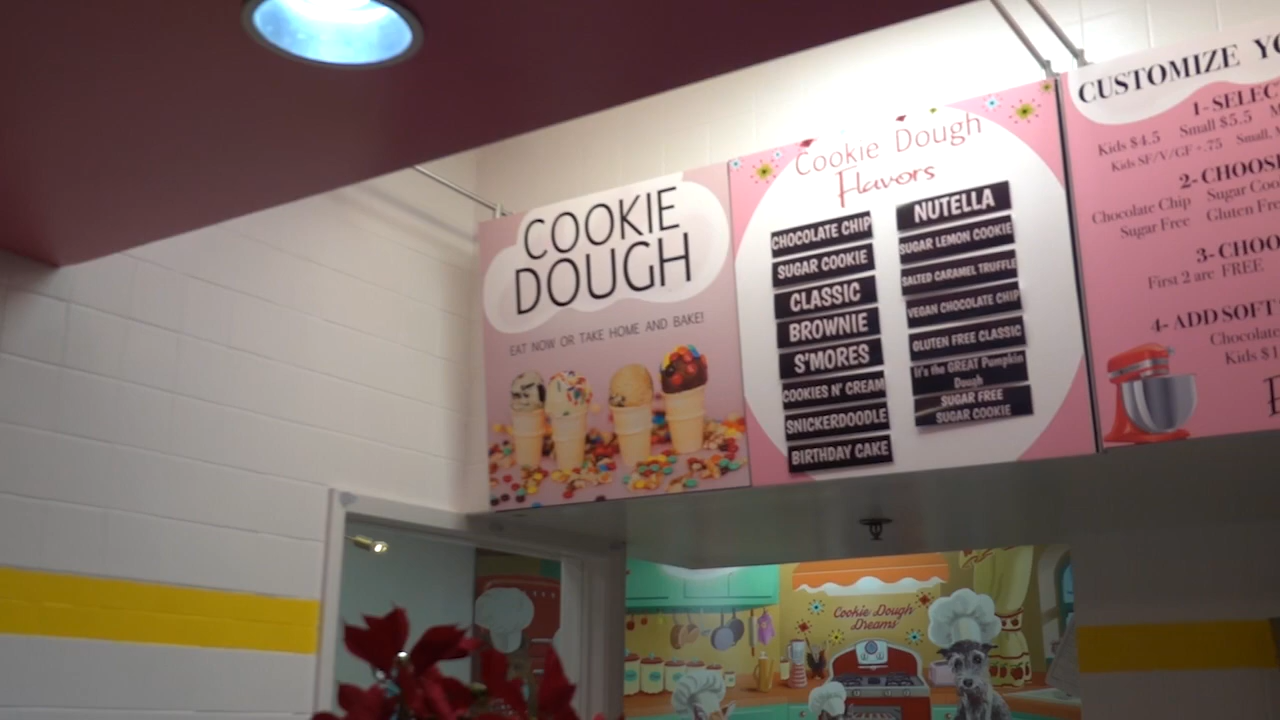 COOKIE
DOUGH
EAT NOW OR TAKE HOME AND BAKE!
Cookie Dough
Flavors
CHOCOLATE CHIP
SUGAR COOKIE
CLASSIC
BROWNIE
S'MORES
COOKIES N' CREAM
SNICKERDOODLE
BIRTHDAY CAKE
NUTELLA
SUGAR LEMON COOKIE
SALTED CARAMEL TRUFFLE
VEGAN CHOCOLATE CHIP
GLUTEN FREE CLASSIC
It's the GREAT Pumpkin
Dough
SUGAR FREE
SUGAR COOKIE
CUSTOMIZE YO
1- SELEC
Kids $4.5 Small $5.5 M
Kids SF/V/GF +.75 Small,
2- CHOOS
Chocolate Chip Sugar Coo
Sugar Free Gluten Fre
3- CHOO
First 2 are FREE
4- ADD SOFT
Chocolate
Kids $1
Cookie Dough
Dreams